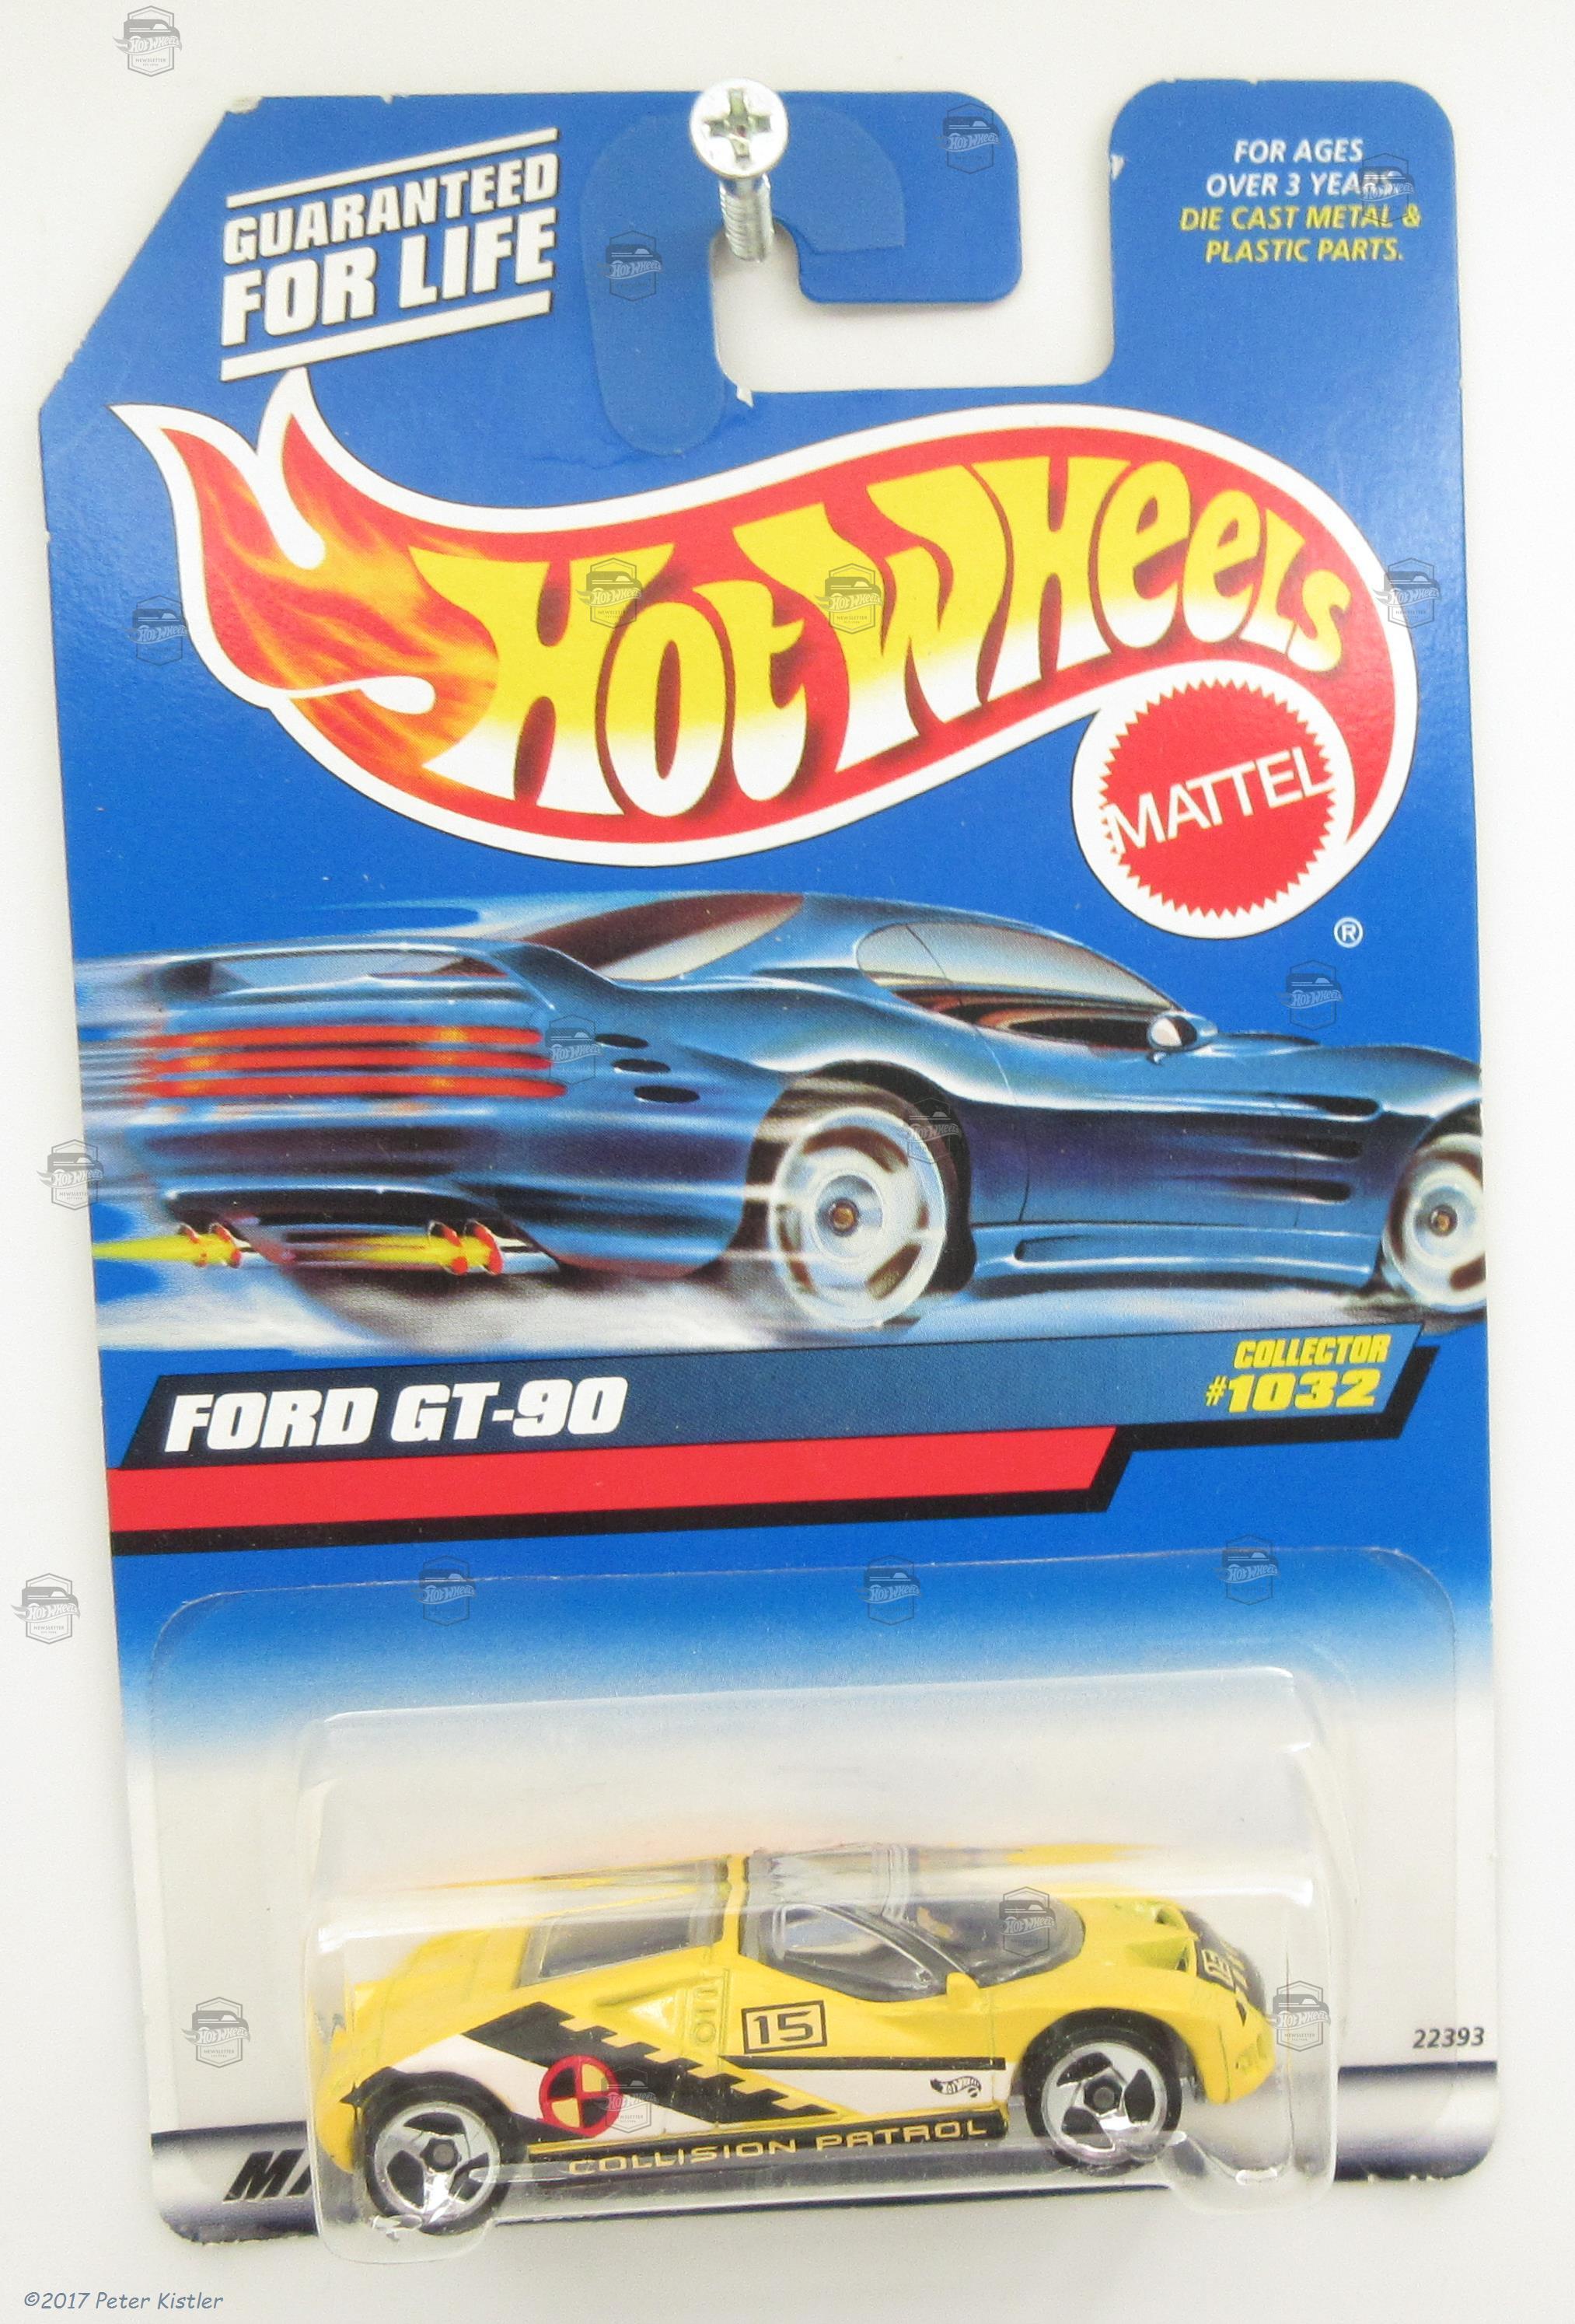 GUARANTEED
FOR LIFE
FOR AGES
OVER 3 YEARS.
DIE CAST METAL &
PLASTIC PARTS.
HOT WHEELS
MATTEL
®
COLLECTOR
#1032
FORD GT-90
15
COLLISION PATROL
22393
©2017 Peter Kistler